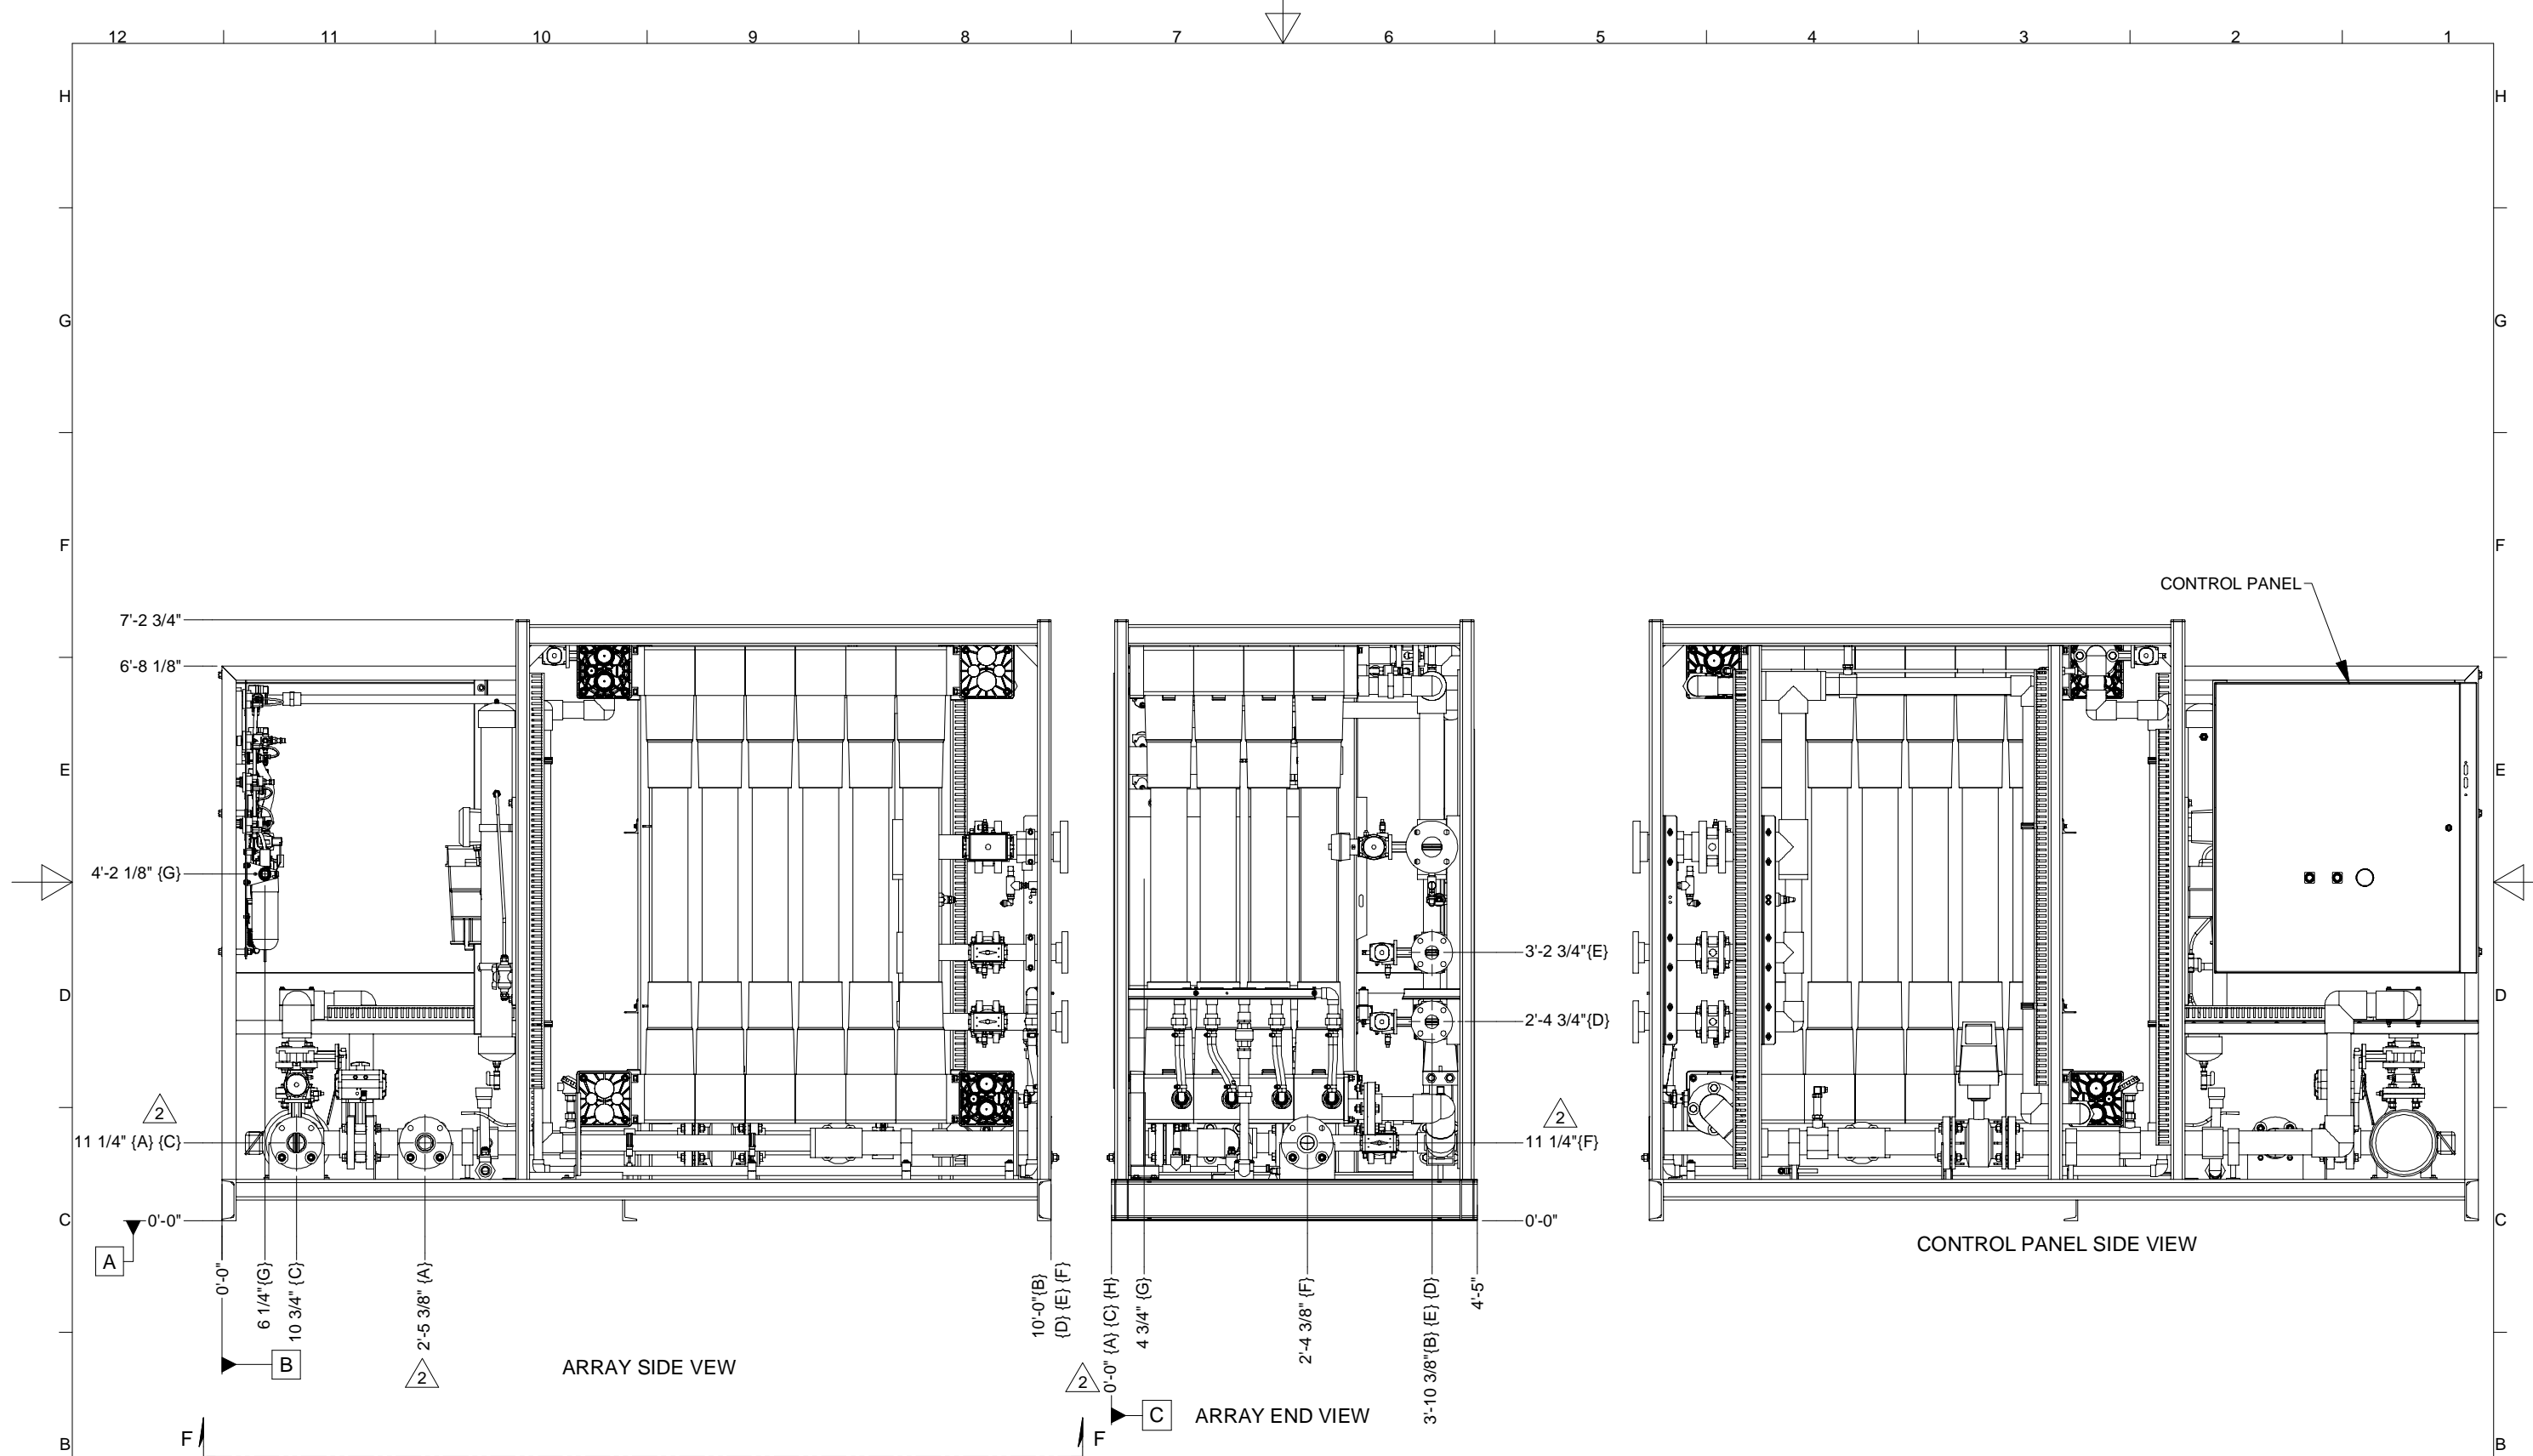 12 11 10 9 8 7 6 5 4 3 2 1
H H
G G
F F
CONTROL PANEL
7'-2 3/4"
6'-8 1/8"
E E
4'-2 1/8" {G}
3'-2 3/4"{E}
D D
2'-4 3/4"{D}
2
11 1/4" {A} {C}
2
11 1/4"{F}
C C
0'-0"
0'-0"
A
CONTROL PANEL SIDE VIEW
0'-0"
6 1/4"{G}
10 3/4" {C}
2'-5 3/8" {A}
2
10'-0"{B}
{D} {E} {F}
0'-0" {A} {C} {H}
2
4 3/4" {G}
2'-4 3/8" {F}
3'-10 3/8"{B} {E} {D}
4'-5"
B
ARRAY SIDE VEW
C
ARRAY END VIEW
F F
B B